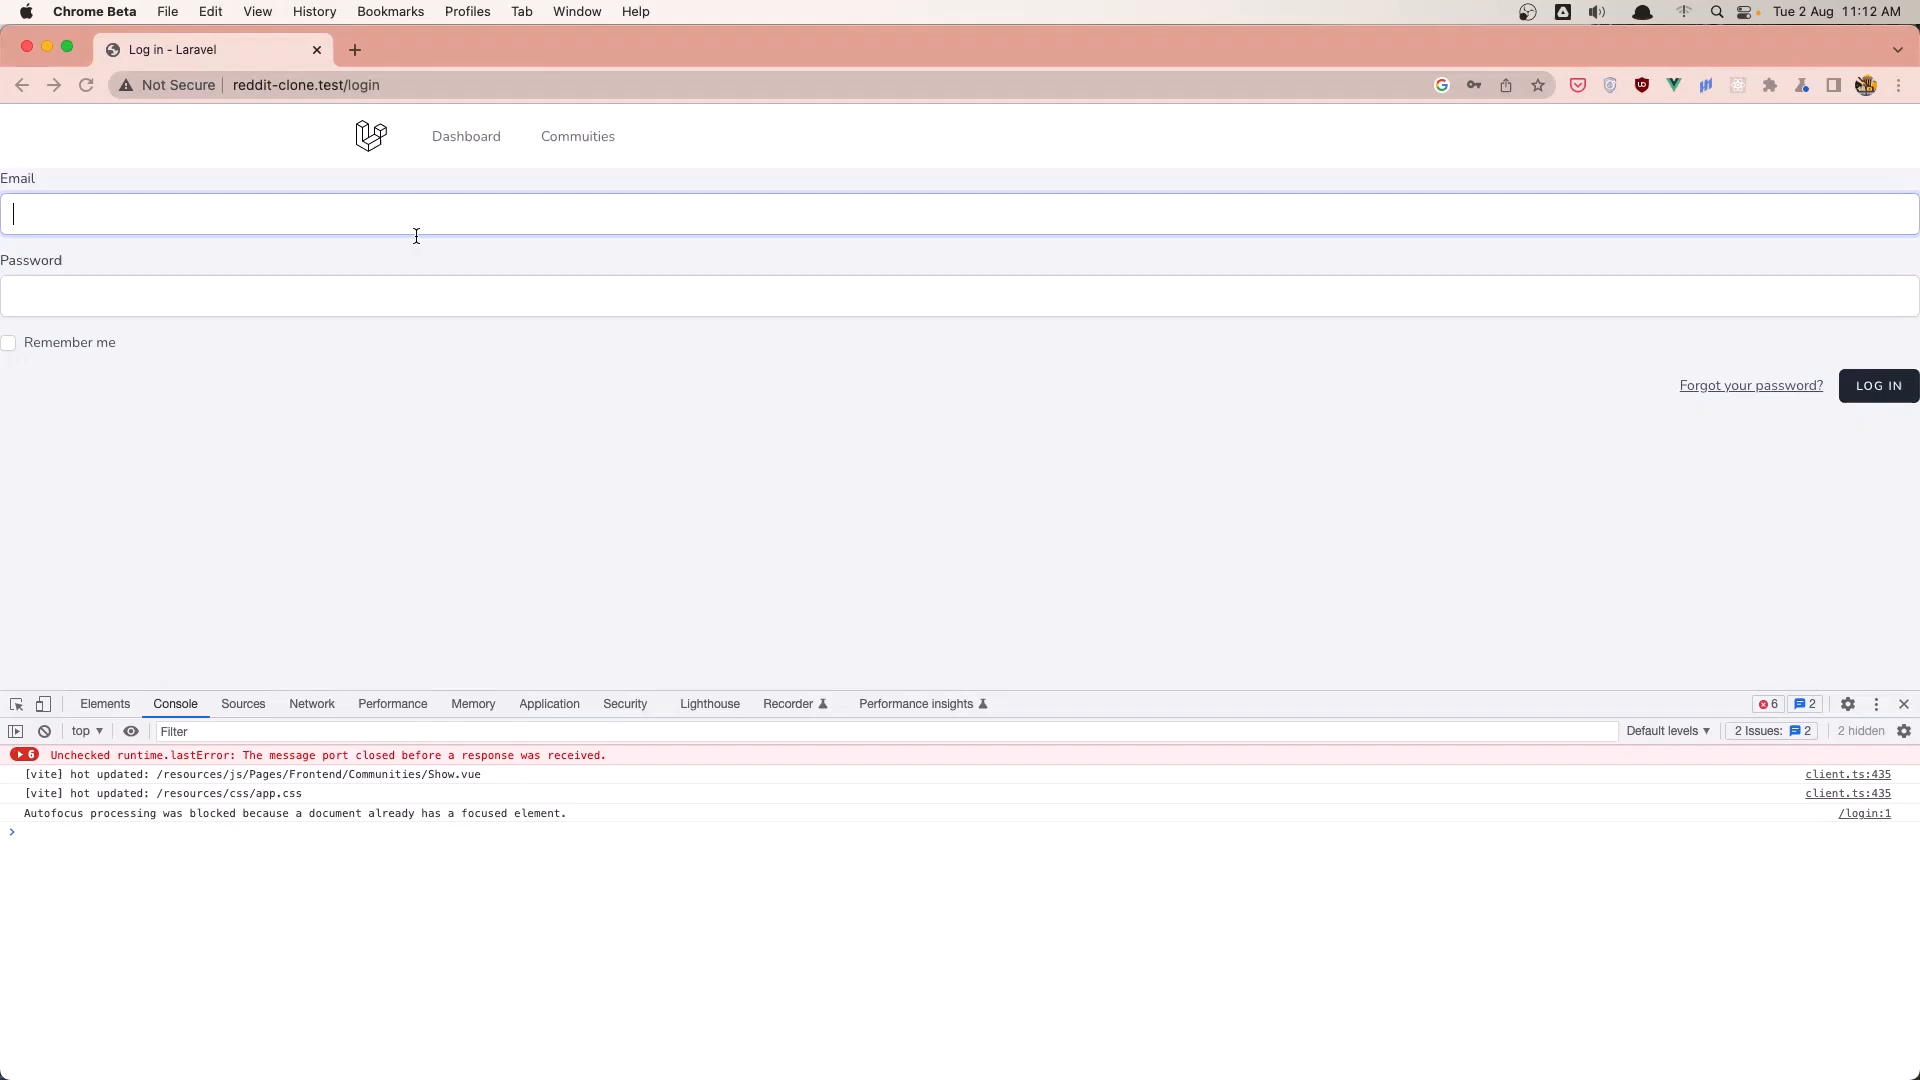 Chrome Beta File Edit View History Bookmarks Profiles Tab Window Help Tue 2 Aug 11:12 AM
Log in - Laravel
Not Secure reddit-clone.test/login
Dashboard Commuities
Email
Password
Remember me
Forgot your password? LOG IN
Elements Console Sources Network Performance Memory Application Security Lighthouse Recorder Performance insights 6 2
top Filter Default levels 2 Issues: 2 2 hidden
6 Unchecked runtime.lastError: The message port closed before a response was received.
[vite] hot updated: /resources/js/Pages/Frontend/Communities/Show.vue client.ts:435
[vite] hot updated: /resources/css/app.css client.ts:435
Autofocus processing was blocked because a document already has a focused element. /login:1